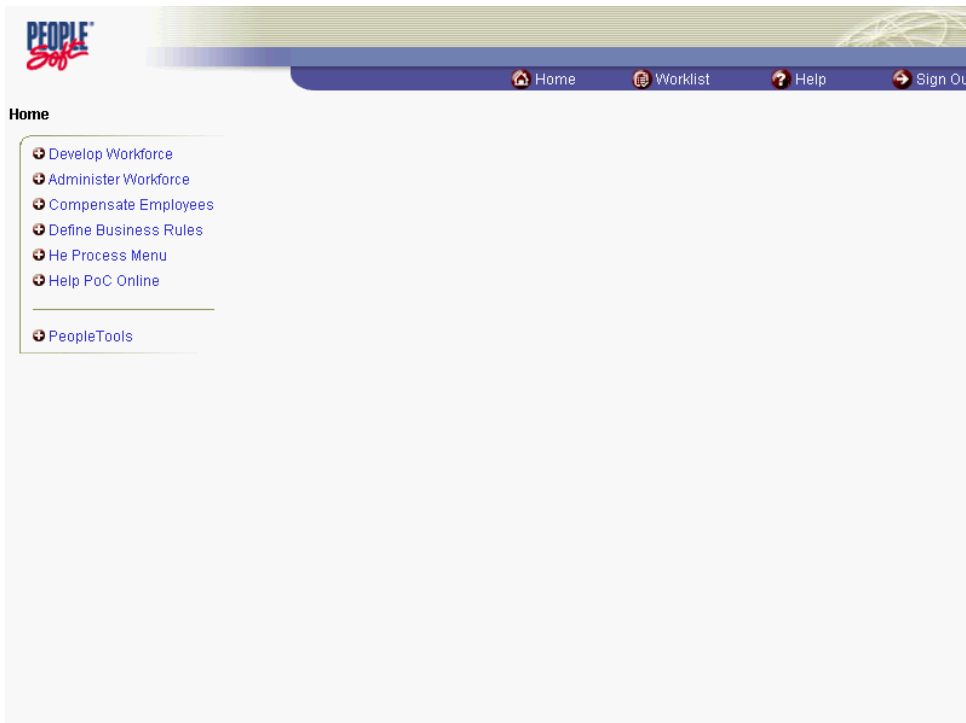 PEOPLE
Soft
Home Worklist Help Sign Ou
Home
Develop Workforce
Administer Workforce
Compensate Employees
Define Business Rules
He Process Menu
Help PoC Online
PeopleTools